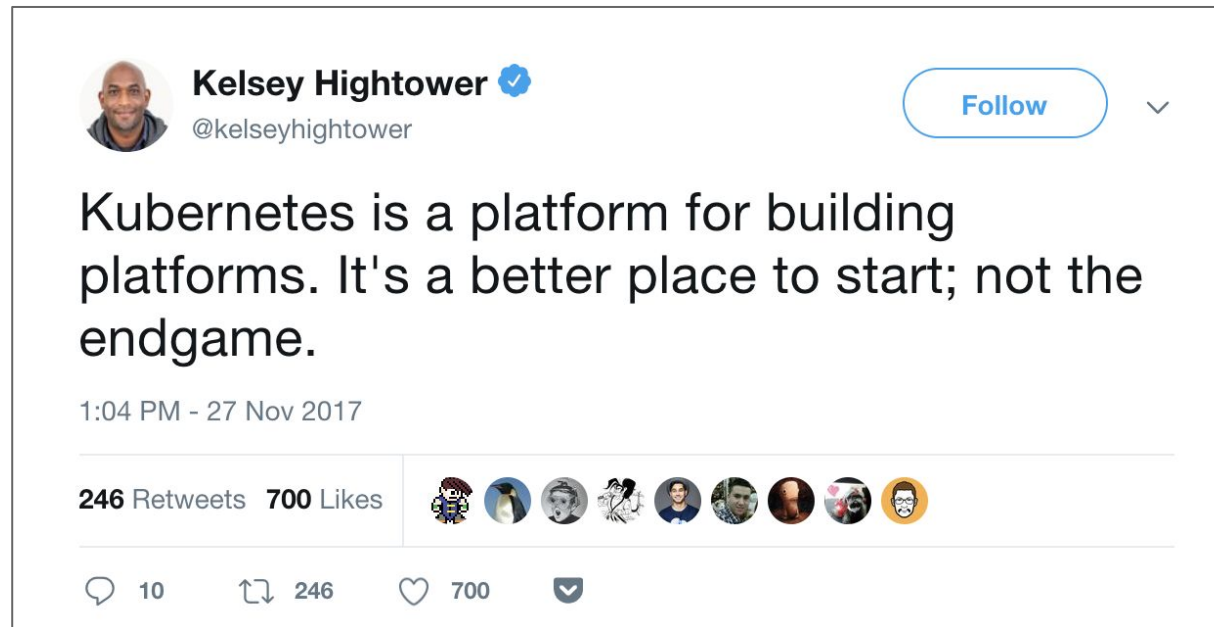 Kelsey Hightower
@kelseyhightower
Follow
Kubernetes is a platform for building
platforms. It's a better place to start; not the
endgame.
1:04 PM - 27 Nov 2017
246 Retweets 700 Likes
10 246 700